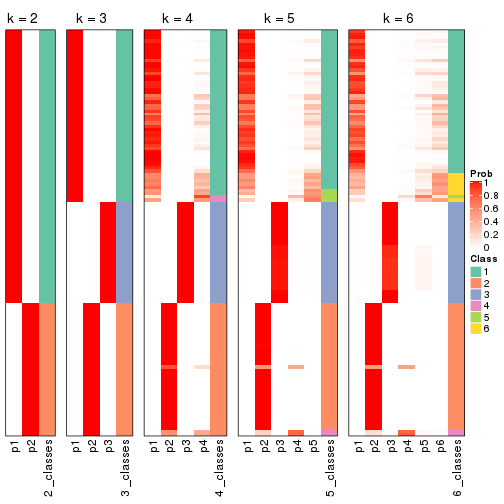 k = 2
k = 3
k = 4
k = 5
k = 6
p1
p2
2_classes
p1
p2
p3
3_classes
p1
p2
p3
p4
4_classes
p1
p2
p3
p4
p5
5_classes
p1
p2
p3
p4
p5
p6
6_classes
Prob
1
0.8
0.6
0.4
0.2
0
Class
1
2
3
4
5
6